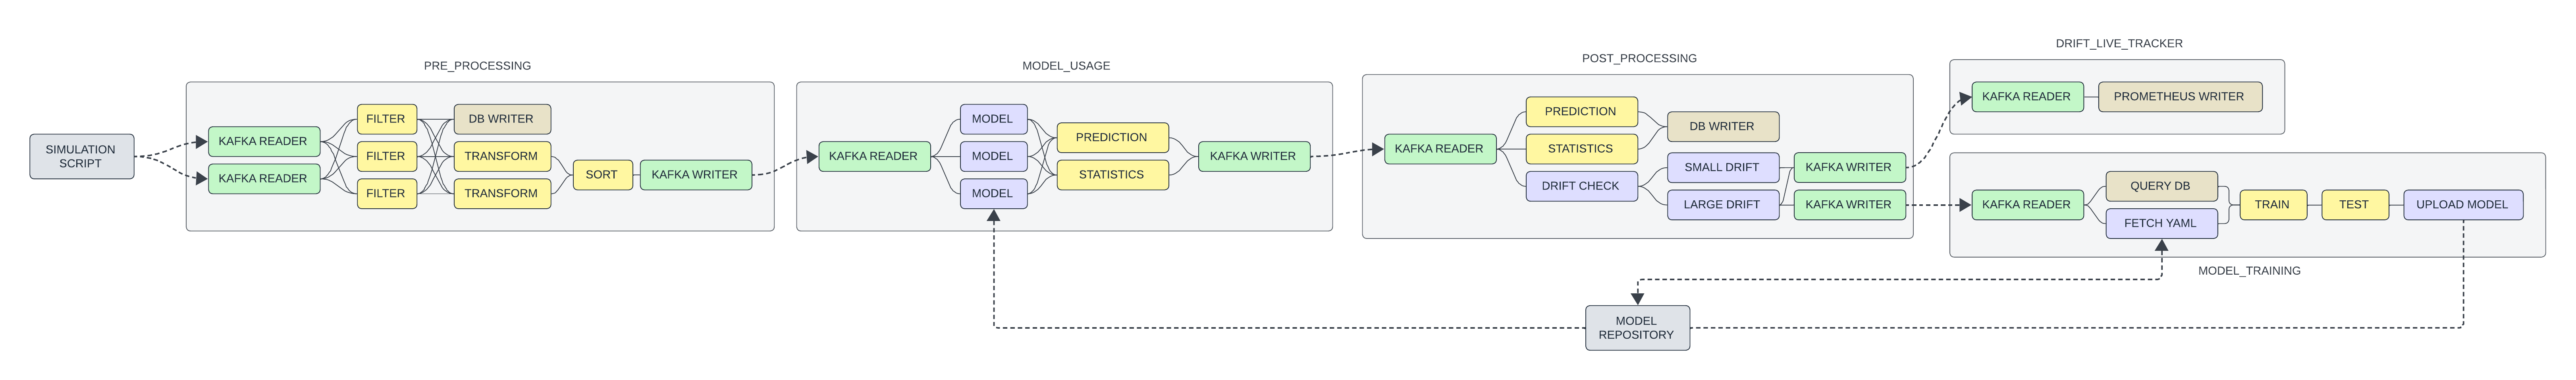 SIMULATION
SCRIPT
PRE_PROCESSING
KAFKA READER
KAFKA READER
FILTER
FILTER
FILTER
DB WRITER
TRANSFORM
TRANSFORM
SORT
KAFKA WRITER
MODEL_USAGE
KAFKA READER
MODEL
MODEL
MODEL
PREDICTION
STATISTICS
KAFKA WRITER
POST_PROCESSING
KAFKA READER
PREDICTION
STATISTICS
DRIFT CHECK
DB WRITER
SMALL DRIFT
LARGE DRIFT
KAFKA WRITER
KAFKA WRITER
DRIFT_LIVE_TRACKER
KAFKA READER
PROMETHEUS WRITER
KAFKA READER
QUERY DB
FETCH YAML
TRAIN
TEST
UPLOAD MODEL
MODEL_TRAINING
MODEL
REPOSITORY